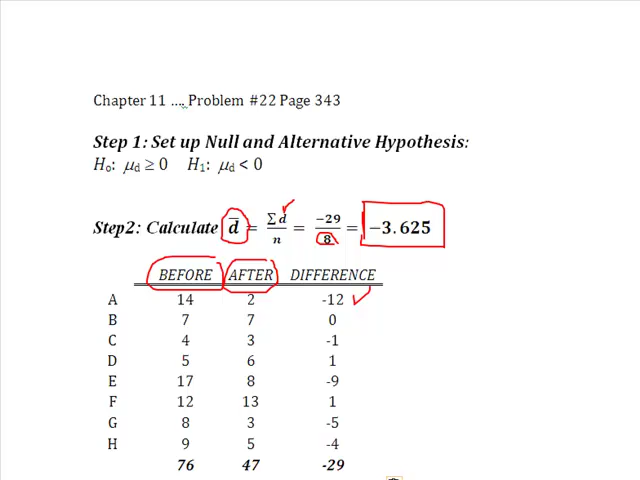 Chapter 11 .... Problem #22 Page 343
Step 1: Set up Null and Alternative Hypothesis:
H₀: μd ≥ 0 H₁: μd < 0
Step2: Calculate d̅ = ∑d/n = −29/8 = −3.625
BEFORE AFTER DIFFERENCE
A 14 2 -12
B 7 7 0
C 4 3 -1
D 5 6 1
E 17 8 -9
F 12 13 1
G 8 3 -5
H 9 5 -4
76 47 -29